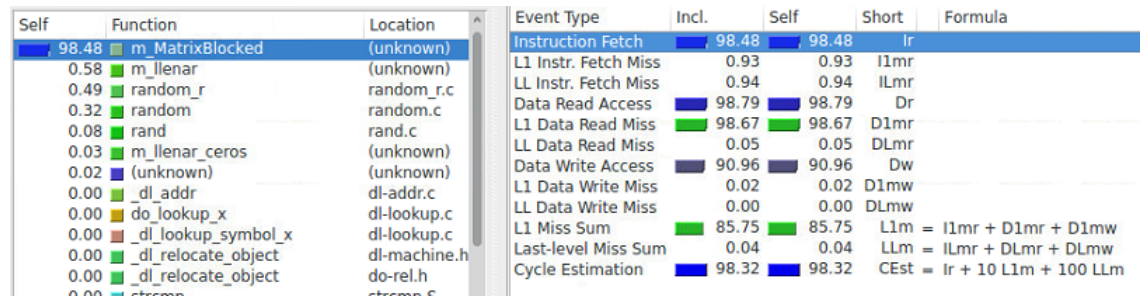 Self Function Location
98.48 m_MatrixBlocked (unknown)
0.58 m_llenar (unknown)
0.49 random_r random_r.c
0.32 random random.c
0.08 rand rand.c
0.03 m_llenar_ceros (unknown)
0.02 (unknown) (unknown)
0.00 _dl_addr dl-addr.c
0.00 do_lookup_x dl-lookup.c
0.00 _dl_lookup_symbol_x dl-lookup.c
0.00 _dl_relocate_object dl-machine.h
0.00 _dl_relocate_object do-rel.h
0.00 strcmp strcmp.S
Event Type Incl. Self Short Formula
Instruction Fetch 98.48 98.48 Ir
L1 Instr. Fetch Miss 0.93 0.93 I1mr
LL Instr. Fetch Miss 0.94 0.94 ILmr
Data Read Access 98.79 98.79 Dr
L1 Data Read Miss 98.67 98.67 D1mr
LL Data Read Miss 0.05 0.05 DLmr
Data Write Access 90.96 90.96 Dw
L1 Data Write Miss 0.02 0.02 D1mw
LL Data Write Miss 0.00 0.00 DLmw
L1 Miss Sum 85.75 85.75 L1m = I1mr + D1mr + D1mw
Last-level Miss Sum 0.04 0.04 LLm = ILmr + DLmr + DLmw
Cycle Estimation 98.32 98.32 CEst = Ir + 10 L1m + 100 LLm